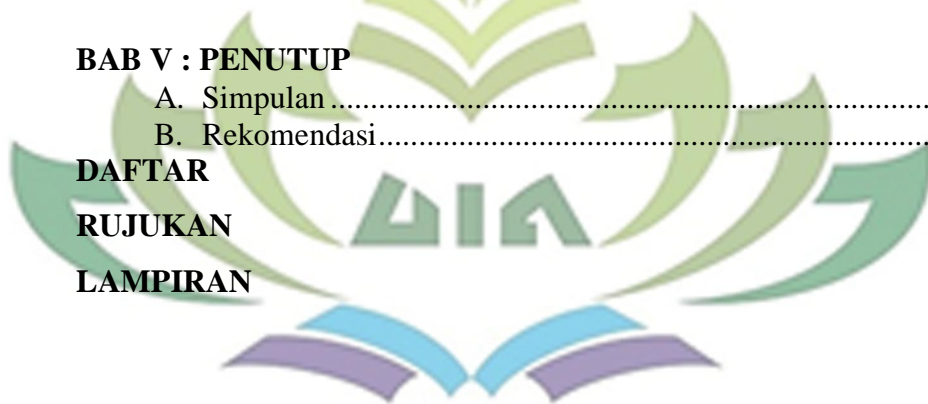 BAB V : PENUTUP
A. Simpulan ..........................................................................
B. Rekomendasi....................................................................
DAFTAR
RUJUKAN
LAMPIRAN